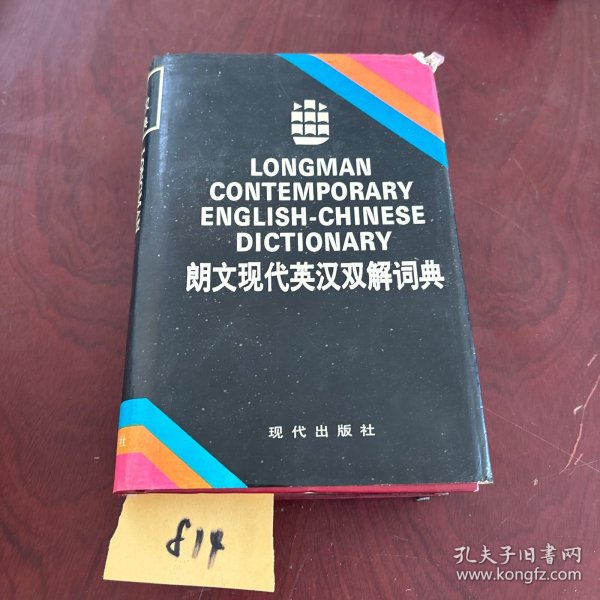 LONGMAN
CONTEMPORARY
ENGLISH-CHINESE
DICTIONARY
朗文现代英汉双解词典
现代出版社
社
814
孔夫子旧书网
www.kongfz.com